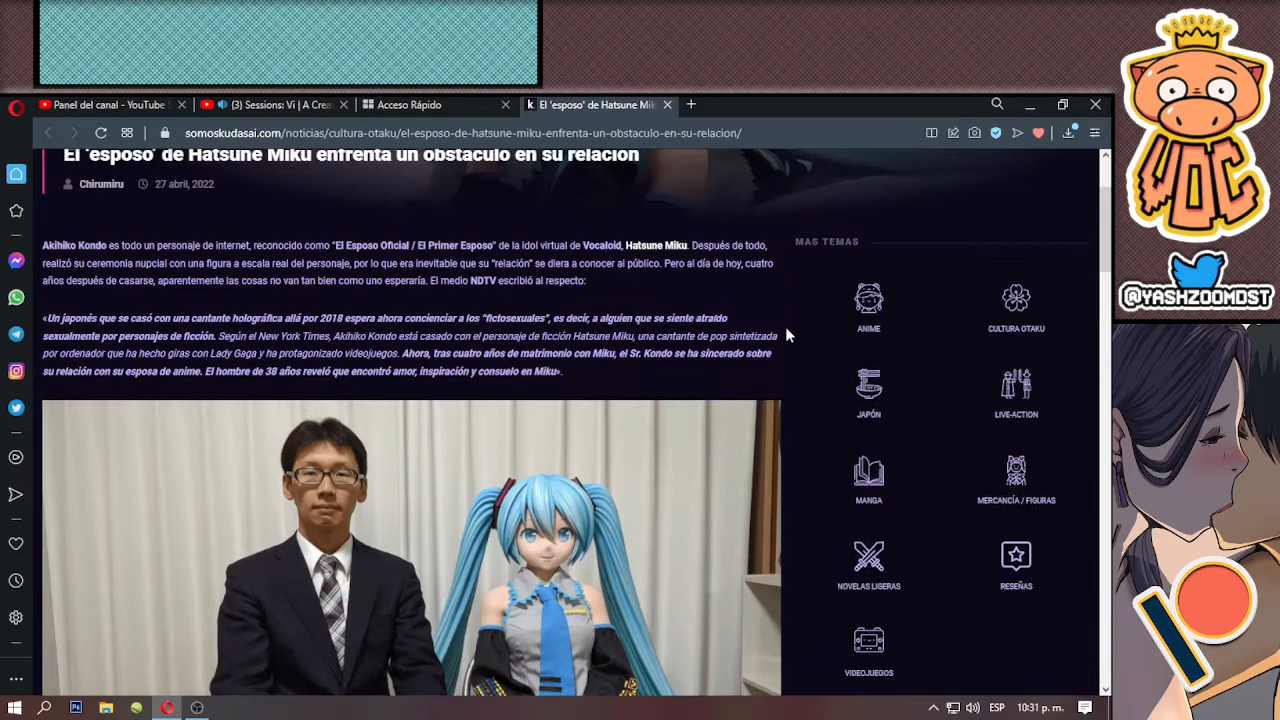 Panel del canal - YouTube S
(3) Sessions: Vi | A Crea
Acceso Rápido
El 'esposo' de Hatsune Mik
somoskudasai.com/noticias/cultura-otaku/el-esposo-de-hatsune-miku-enfrenta-un-obstaculo-en-su-relacion/
El 'esposo' de Hatsune Miku enfrenta un obstaculo en su relación
Chirumiru 27 abril, 2022
Akihiko Kondo es todo un personaje de internet, reconocido como “El Esposo Oficial / El Primer Esposo” de la idol virtual de Vocaloid, Hatsune Miku. Después de todo,
realizó su ceremonia nupcial con una figura a escala real del personaje, por lo que era inevitable que su “relación” se diera a conocer al público. Pero al día de hoy, cuatro
años después de casarse, aparentemente las cosas no van tan bien como uno esperaría. El medio NDTV escribió al respecto:
«Un japonés que se casó con una cantante holográfica allá por 2018 espera ahora concienciar a los “fictosexuales”, es decir, a alguien que se siente atraído
sexualmente por personajes de ficción. Según el New York Times, Akihiko Kondo está casado con el personaje de ficción Hatsune Miku, una cantante de pop sintetizada
por ordenador que ha hecho giras con Lady Gaga y ha protagonizado videojuegos. Ahora, tras cuatro años de matrimonio con Miku, el Sr. Kondo se ha sincerado sobre
su relación con su esposa de anime. El hombre de 38 años reveló que encontró amor, inspiración y consuelo en Miku».
MAS TEMAS
ANIME
CULTURA OTAKU
JAPÓN
LIVE-ACTION
MANGA
MERCANCÍA / FIGURAS
NOVELAS LIGERAS
RESEÑAS
VIDEOJUEGOS
VOC
@YASHZOOMDST
Ps
ESP
10:31 p. m.